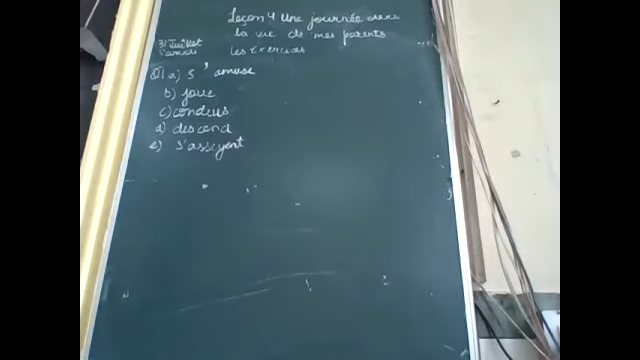 Leçon 4 Une journée dans
la vie de mes parents
31 Juillet
Samedi
les exercices
Q1 a) s'amuse
b) joue
c) conduis
d) descend
e) s'asseyent